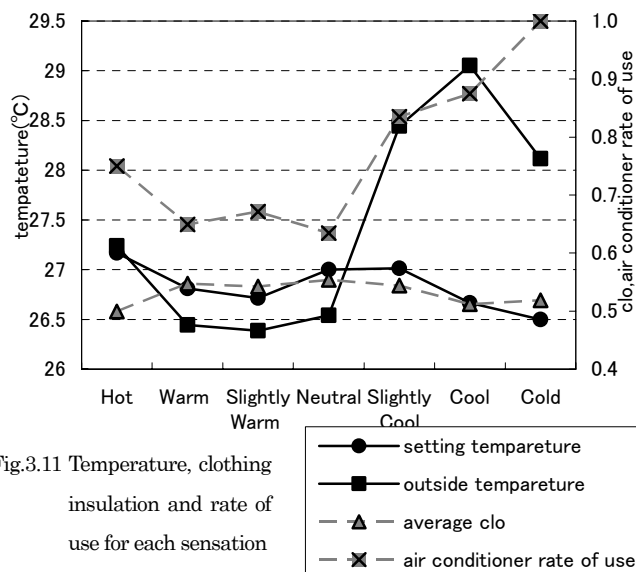 29.5
29
28.5
28
27.5
27
26.5
26
tempateture(℃)
1.0
0.9
0.8
0.7
0.6
0.5
0.4
clo,air conditioner rate of use
Hot Warm Slightly Neutral Slightly Cool Cold
Warm Cool
setting tempareture
outside tempareture
average clo
air conditioner rate of use
Fig.3.11 Temperature, clothing
insulation and rate of
use for each sensation